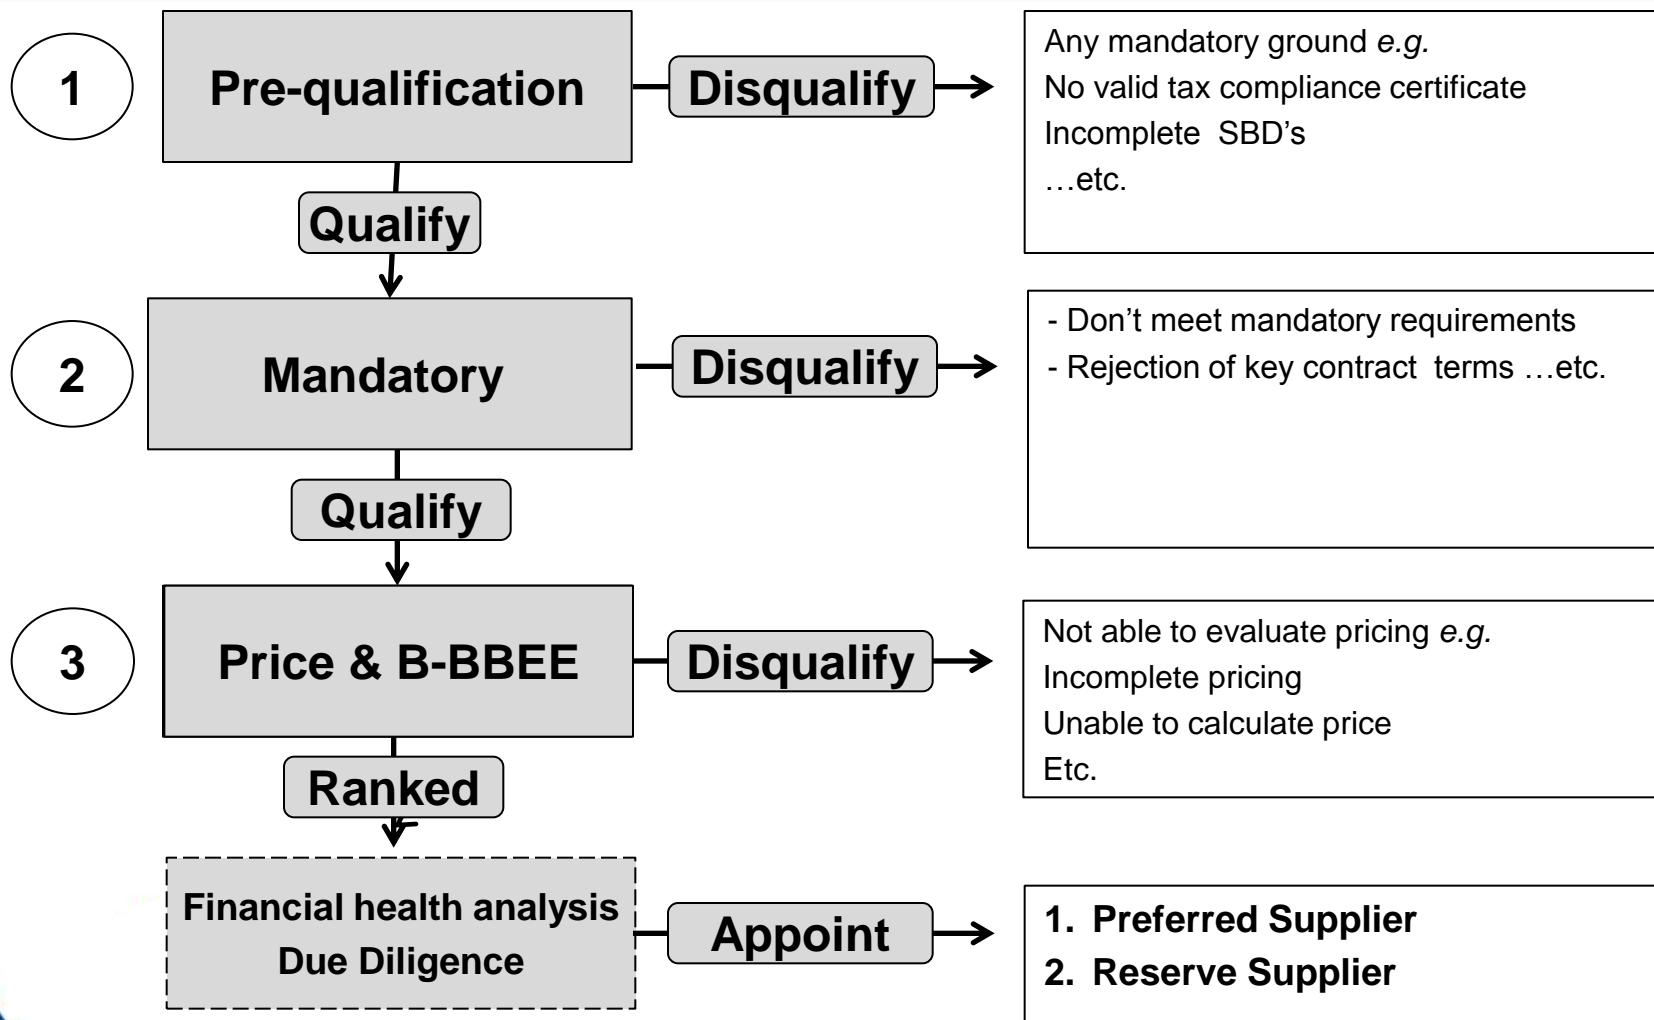 1
Pre-qualification
Disqualify
Any mandatory ground e.g.
No valid tax compliance certificate
Incomplete  SBD’s
…etc.
Qualify
2
Mandatory
Disqualify
- Don’t meet mandatory requirements
- Rejection of key contract  terms …etc.
Qualify
3
Price & B-BBEE
Disqualify
Not able to evaluate pricing e.g.
Incomplete pricing
Unable to calculate price
Etc.
Ranked
Financial health analysis
Due Diligence
Appoint
1. Preferred Supplier
2. Reserve Supplier